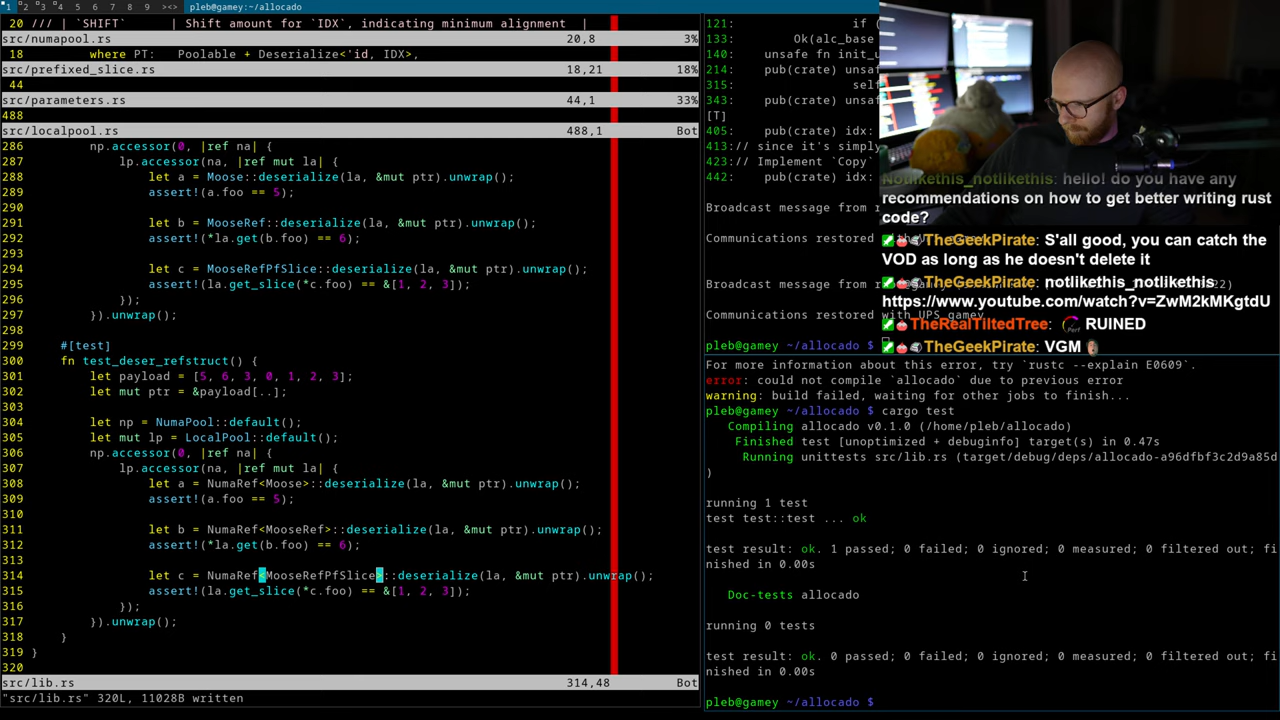 1 2 3 4 5 6 7 8 9 ><> pleb@gamey:~/allocado
20 /// | `SHIFT` | Shift amount for `IDX`, indicating minimum alignment |
src/numapool.rs 20,8 3%
18 where PT: Poolable + Deserialize<'id, IDX>,
src/prefixed_slice.rs 18,21 18%
44
src/parameters.rs 44,1 33%
488
src/localpool.rs 488,1 Bot
286 np.accessor(0, |ref na| {
287 lp.accessor(na, |ref mut la| {
288 let a = Moose::deserialize(la, &mut ptr).unwrap();
289 assert!(a.foo == 5);
290
291 let b = MooseRef::deserialize(la, &mut ptr).unwrap();
292 assert!(*la.get(b.foo) == 6);
293
294 let c = MooseRefPfSlice::deserialize(la, &mut ptr).unwrap();
295 assert!(la.get_slice(*c.foo) == &[1, 2, 3]);
296 });
297 }).unwrap();
298
299 #[test]
300 fn test_deser_refstruct() {
301 let payload = [5, 6, 3, 0, 1, 2, 3];
302 let mut ptr = &payload[..];
303
304 let np = NumaPool::default();
305 let mut lp = LocalPool::default();
306 np.accessor(0, |ref na| {
307 lp.accessor(na, |ref mut la| {
308 let a = NumaRef<Moose>::deserialize(la, &mut ptr).unwrap();
309 assert!(a.foo == 5);
310
311 let b = NumaRef<MooseRef>::deserialize(la, &mut ptr).unwrap();
312 assert!(*la.get(b.foo) == 6);
313
314 let c = NumaRef<MooseRefPfSlice>::deserialize(la, &mut ptr).unwrap();
315 assert!(la.get_slice(*c.foo) == &[1, 2, 3]);
316 });
317 }).unwrap();
318 }
319 }
320
src/lib.rs 314,48 Bot
"src/lib.rs" 320L, 11028B written
121: if (
133: Ok(alc_base
140: unsafe fn init_u
214: pub(crate) unsa
315: sel
343: pub(crate) unsa
[T]
405: pub(crate) idx:
413:// since it's simply
423:// Implement `Copy`
442: pub(crate) idx:
Broadcast message from r
Communications restored
Broadcast message from r
Communications restored with UPS gamey
pleb@gamey ~/allocado $
Notlikethis_notlikethis: hello! do you have any
recommendations on how to get better writing rust
code?
TheGeekPirate: S'all good, you can catch the
VOD as long as he doesn't delete it
TheGeekPirate: notlikethis_notlikethis
https://www.youtube.com/watch?v=ZwM2kMKgtdU
TheRealTiltedTree: RUINED
TheGeekPirate: VGM
For more information about this error, try `rustc --explain E0609`.
error: could not compile `allocado` due to previous error
warning: build failed, waiting for other jobs to finish...
pleb@gamey ~/allocado $ cargo test
Compiling allocado v0.1.0 (/home/pleb/allocado)
Finished test [unoptimized + debuginfo] target(s) in 0.47s
Running unittests src/lib.rs (target/debug/deps/allocado-a96dfbf3c2d9a85d
)
running 1 test
test test::test ... ok
test result: ok. 1 passed; 0 failed; 0 ignored; 0 measured; 0 filtered out; fi
nished in 0.00s
Doc-tests allocado
running 0 tests
test result: ok. 0 passed; 0 failed; 0 ignored; 0 measured; 0 filtered out; fi
nished in 0.00s
pleb@gamey ~/allocado $